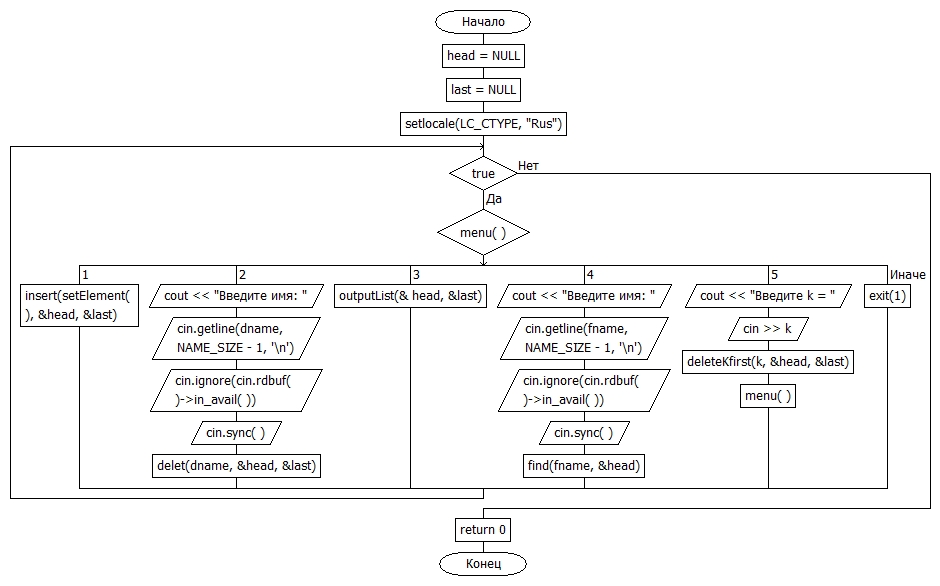 Начало
head = NULL
last = NULL
setlocale(LC_CTYPE, "Rus")
true
Нет
Да
menu( )
1
insert(setElement(
), &head, &last)
2
cout << "Введите имя: "
cin.getline(dname,
NAME_SIZE - 1, '\n')
cin.ignore(cin.rdbuf(
)->in_avail( ))
cin.sync( )
delet(dname, &head, &last)
3
outputList(& head, &last)
4
cout << "Введите имя: "
cin.getline(fname,
NAME_SIZE - 1, '\n')
cin.ignore(cin.rdbuf(
)->in_avail( ))
cin.sync( )
find(fname, &head)
5
cout << "Введите k = "
cin >> k
deleteKfirst(k, &head, &last)
menu( )
Иначе
exit(1)
return 0
Конец